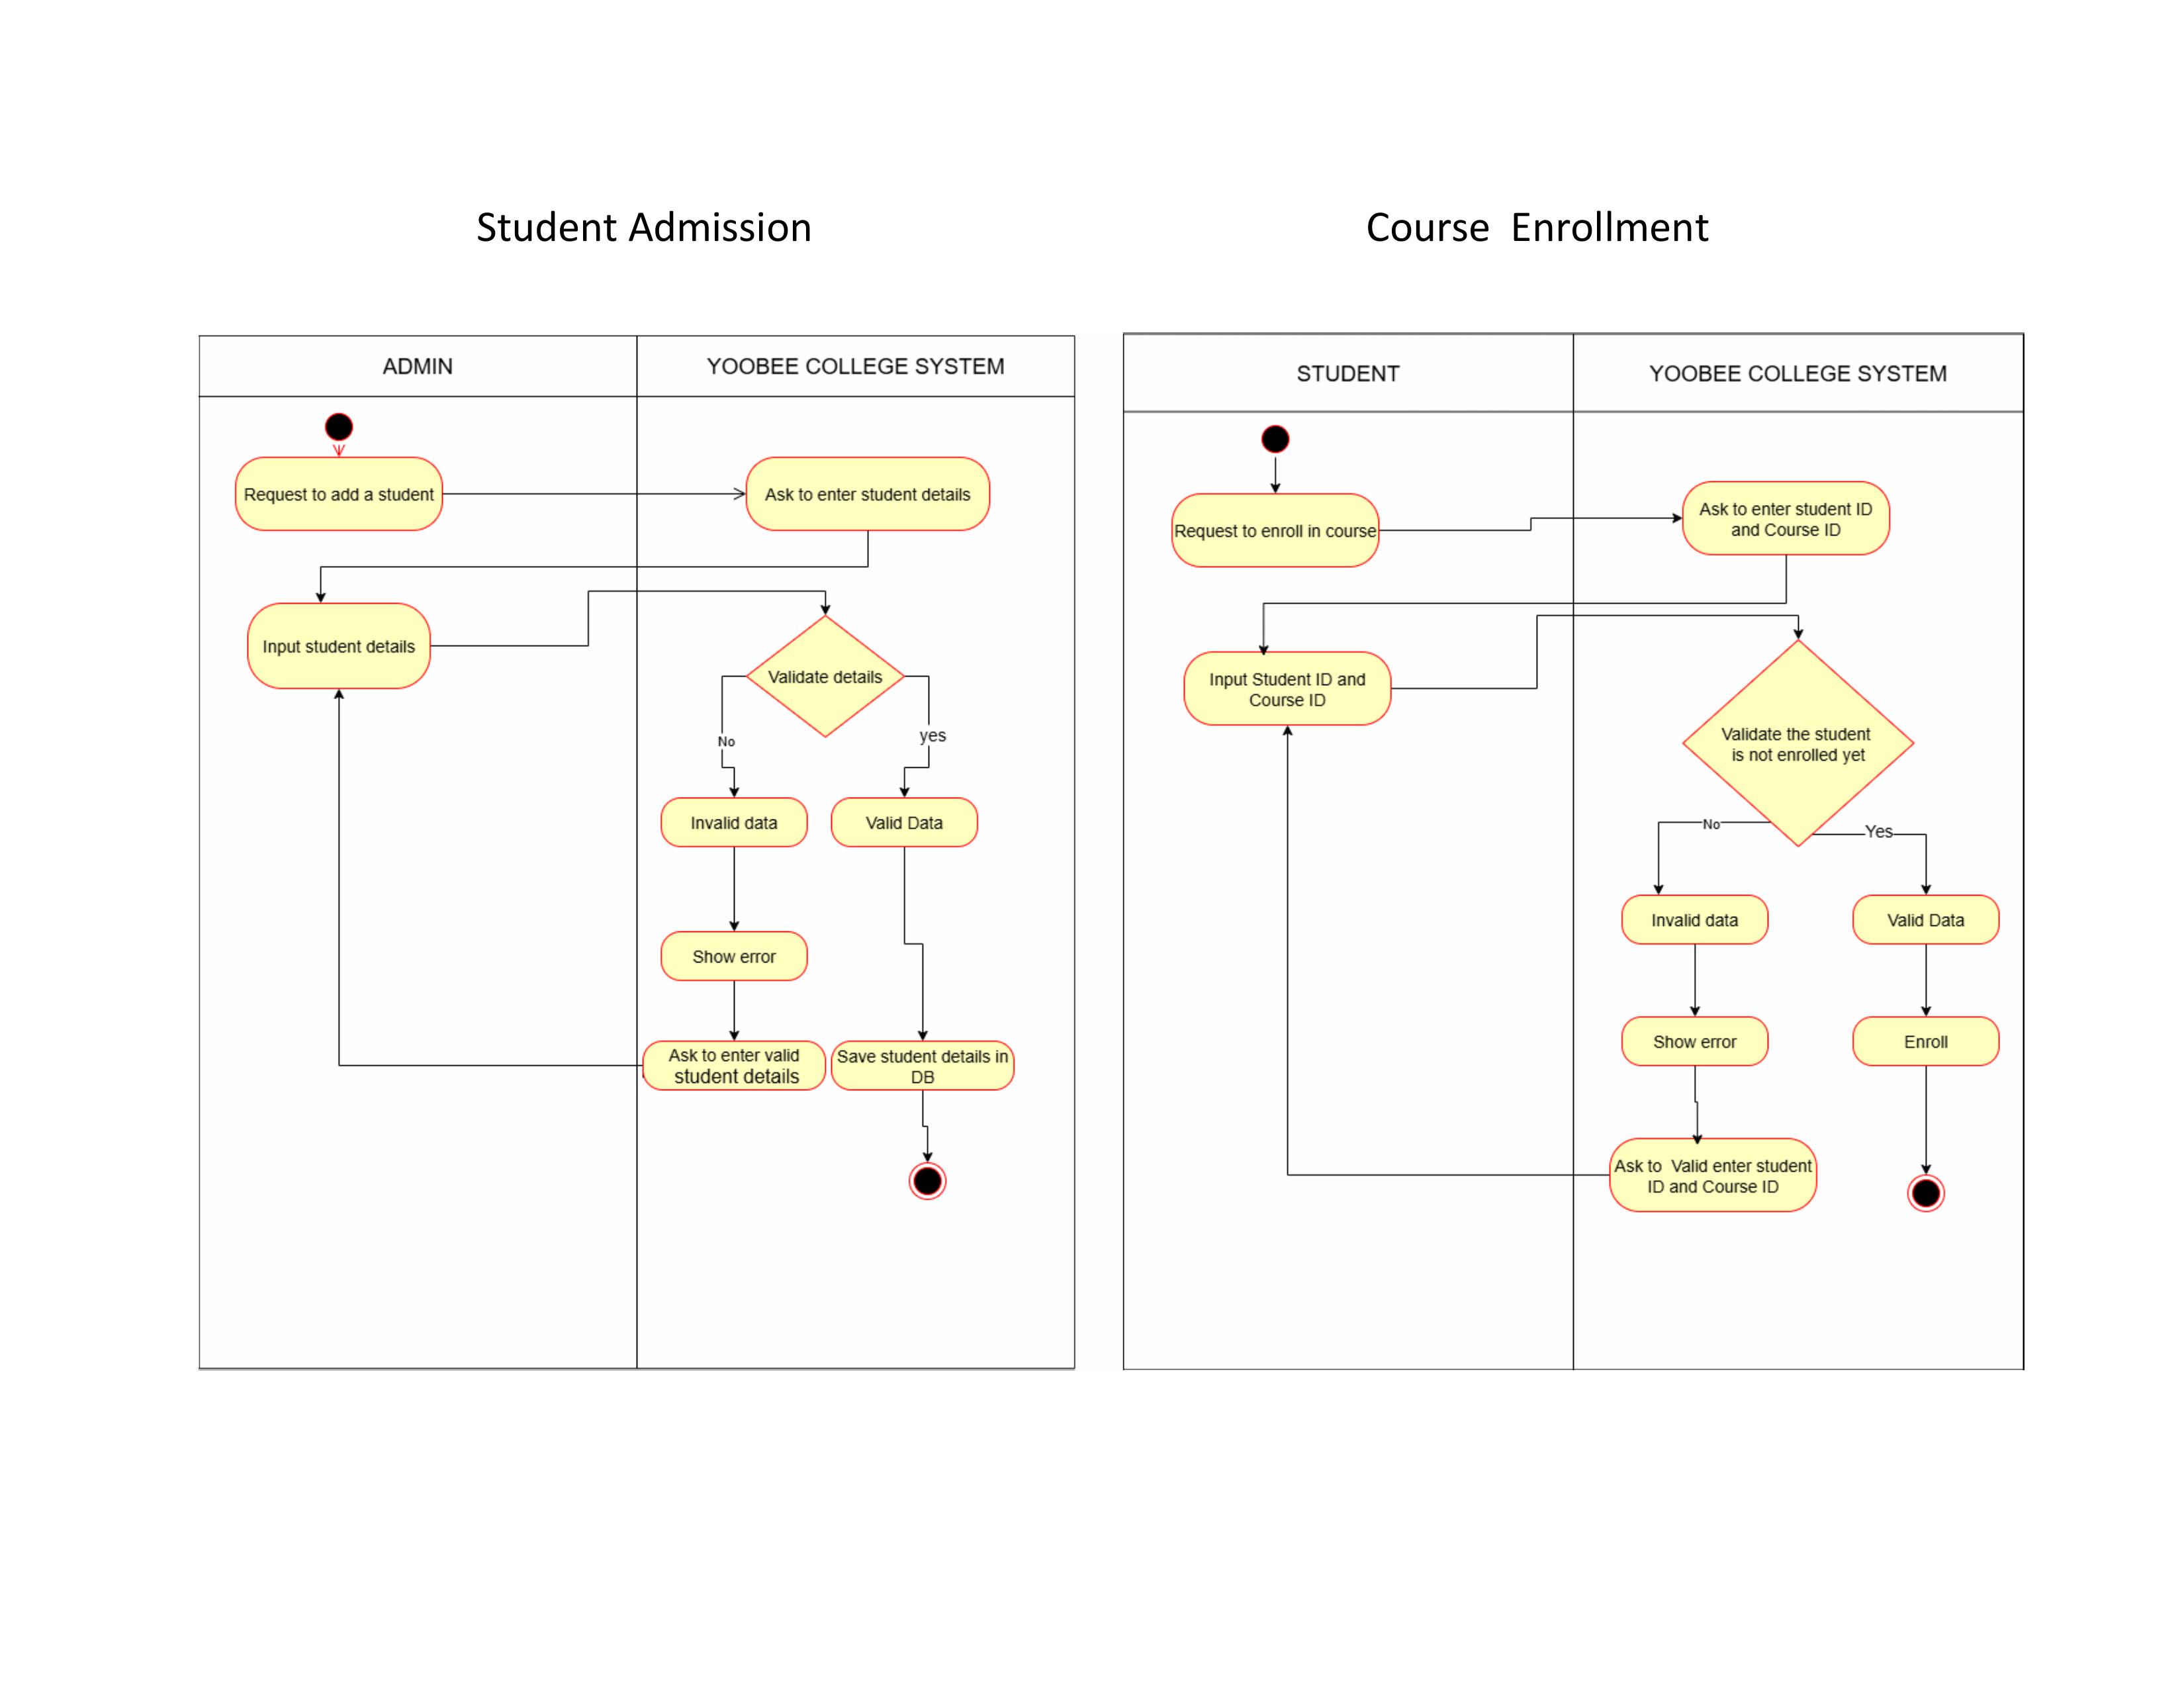 Student Admission
Course  Enrollment
ADMIN
YOOBEE COLLEGE SYSTEM
Request to add a student
Ask to enter student details
Input student details
Validate details
No
yes
Invalid data
Valid Data
Show error
Ask to enter valid
student details
Save student details in
DB
STUDENT
YOOBEE COLLEGE SYSTEM
Request to enroll in course
Ask to enter student ID
and Course ID
Input Student ID and
Course ID
Validate the student
is not enrolled yet
No
Yes
Invalid data
Valid Data
Show error
Enroll
Ask to  Valid enter student
ID and Course ID